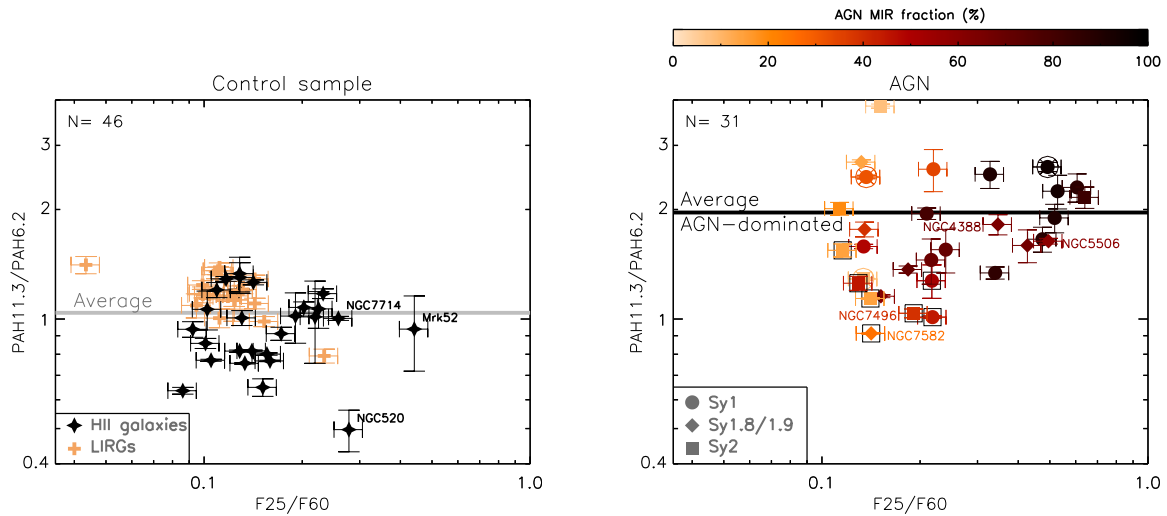 AGN MIR fraction (%)
0 20 40 60 80 100
Control sample
N= 46
3
2
1
0.4
PAH11.3/PAH6.2
Average
NGC7714
Mrk52
NGC520
HII galaxies
LIRGs
0.1 1.0
F25/F60
AGN
N= 31
3
2
1
0.4
PAH11.3/PAH6.2
Average
AGN-dominated
NGC4388
NGC5506
NGC7496
NGC7582
Sy1
Sy1.8/1.9
Sy2
0.1 1.0
F25/F60